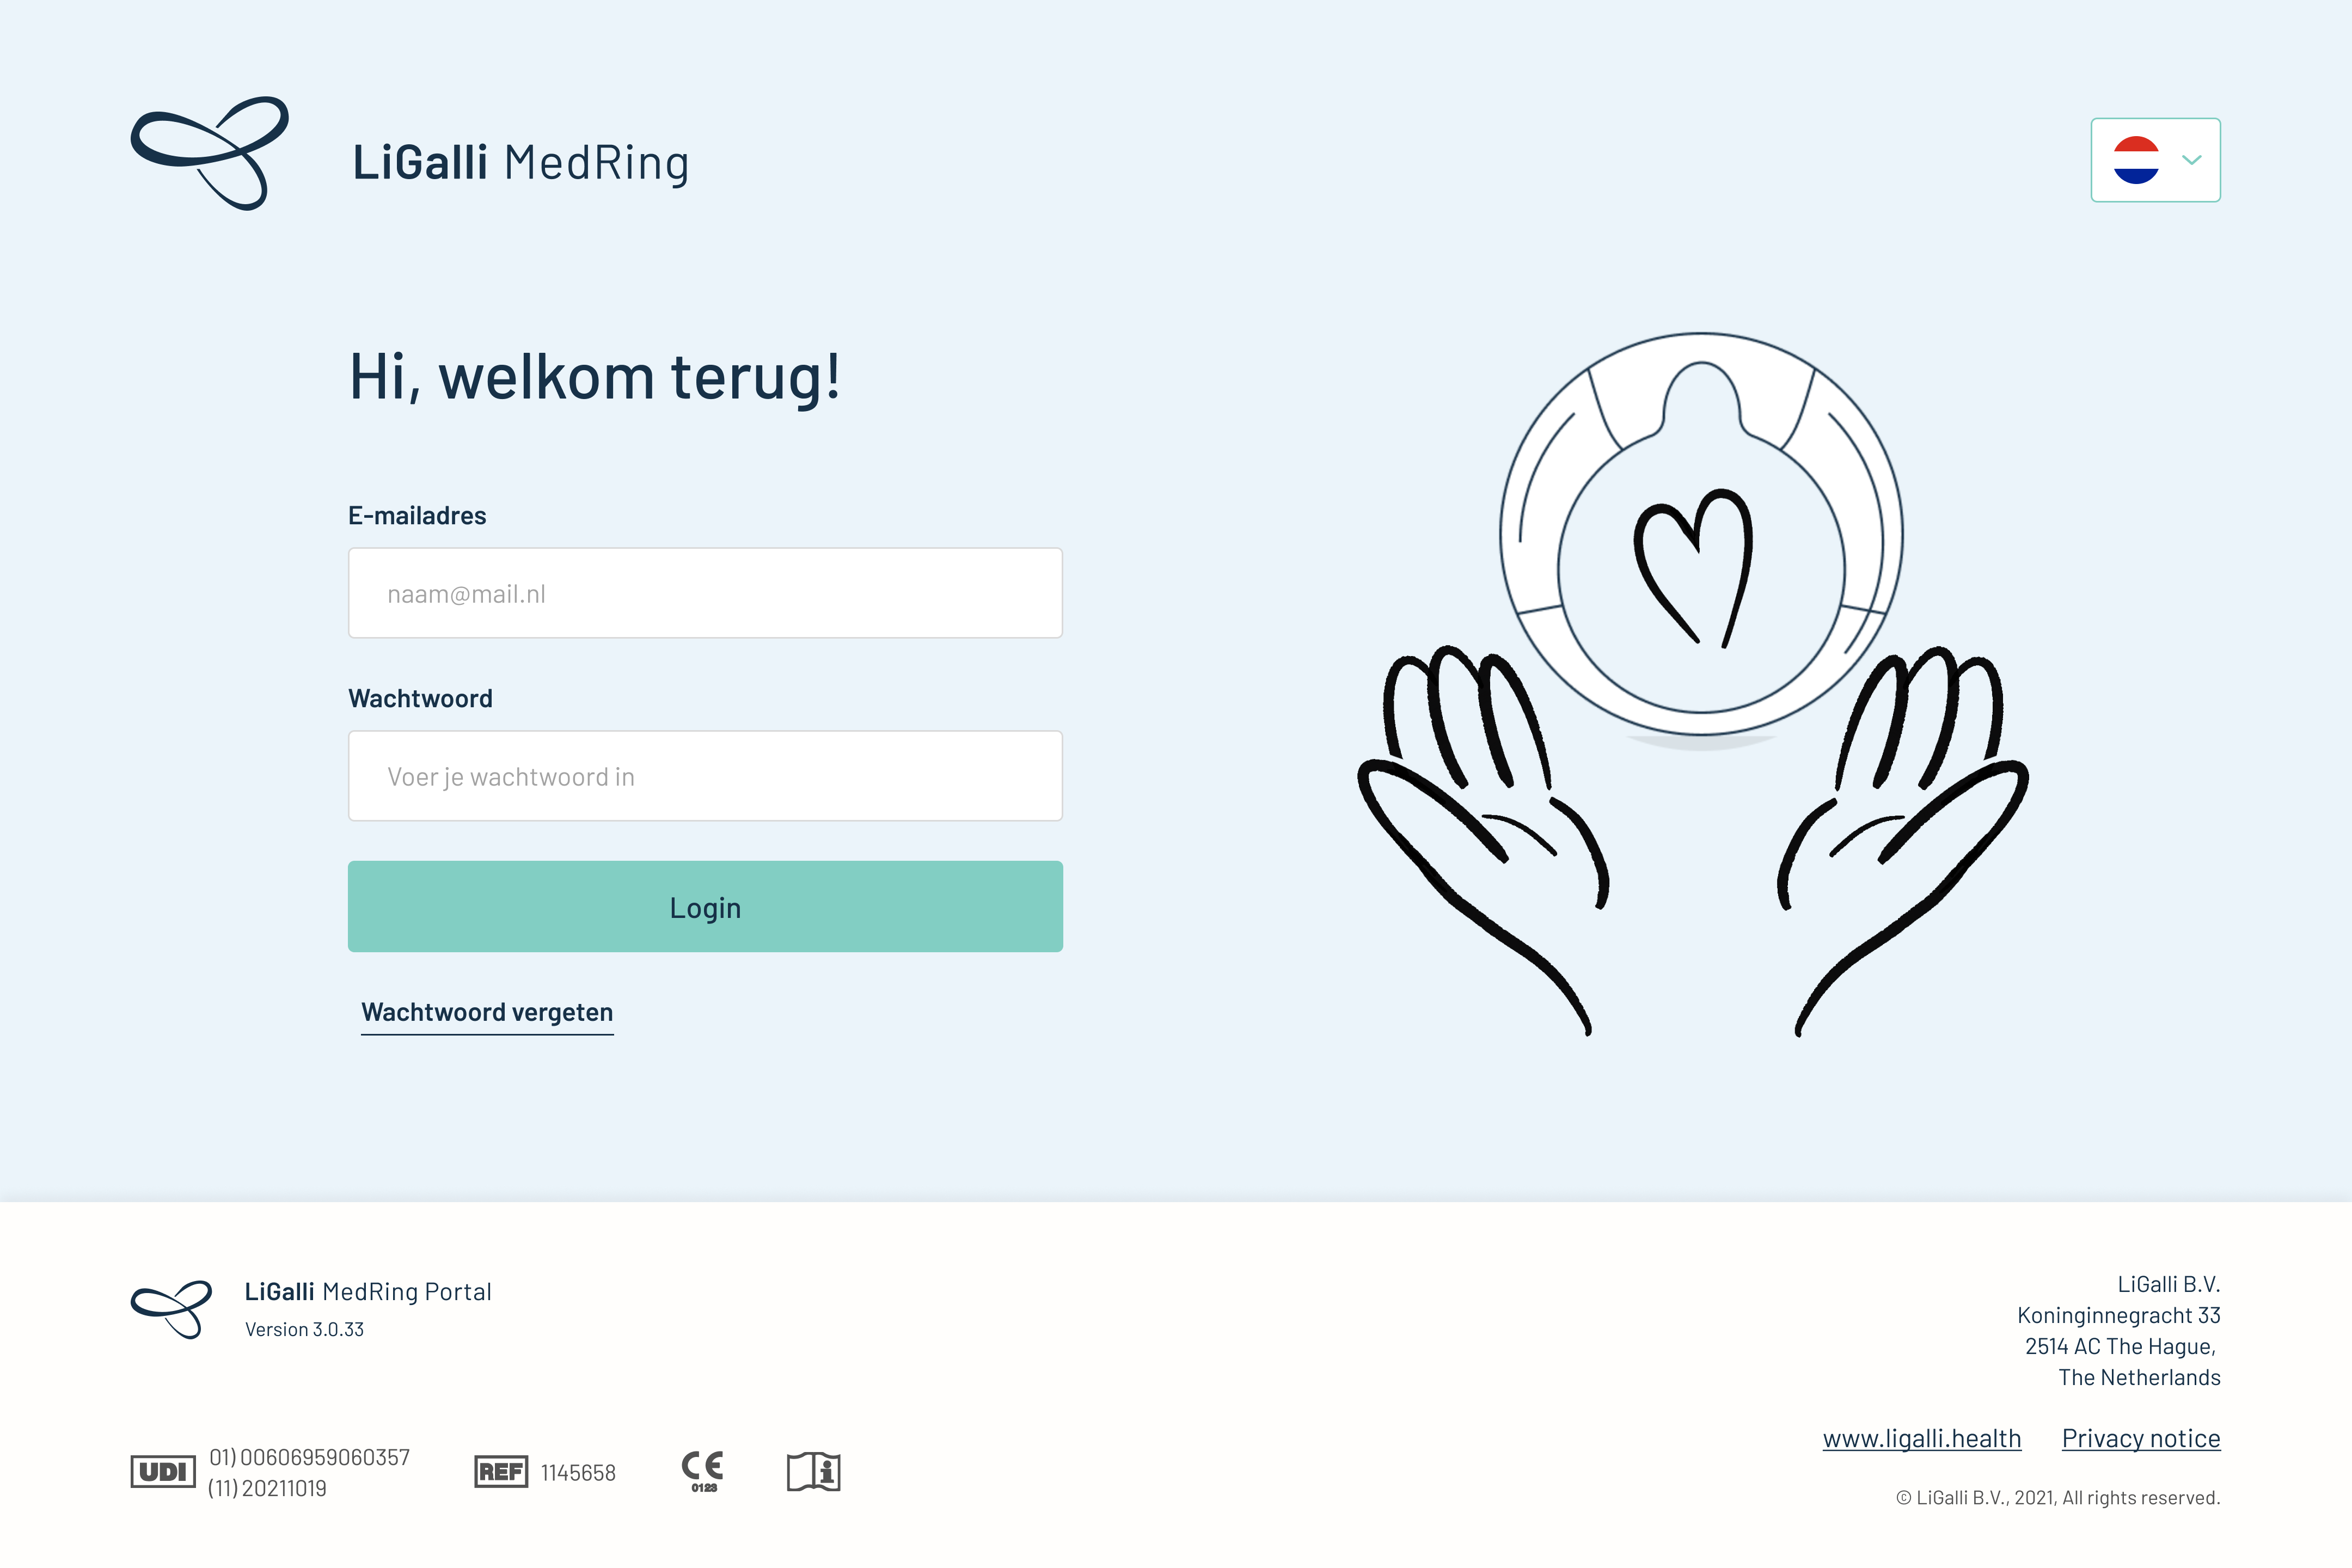 LiGalli MedRing
Hi, welkom terug!
E-mailadres
naam@mail.nl
Wachtwoord
Voer je wachtwoord in
Login
Wachtwoord vergeten
LiGalli MedRing Portal
Version 3.0.33
UDI 01) 00606959060357
(11) 20211019
REF 1145658
CE
0123
i
LiGalli B.V.
Koninginnegracht 33
2514 AC The Hague,
The Netherlands
www.ligalli.health Privacy notice
© LiGalli B.V., 2021, All rights reserved.